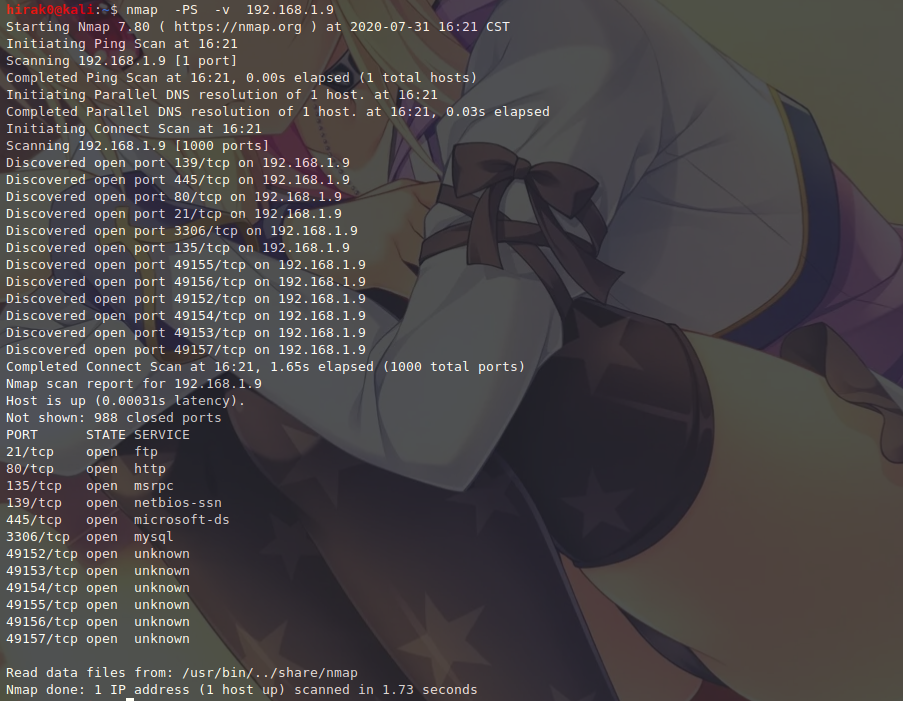 hirak0@kali:~$ nmap  -PS  -v  192.168.1.9
Starting Nmap 7.80 ( https://nmap.org ) at 2020-07-31 16:21 CST
Initiating Ping Scan at 16:21
Scanning 192.168.1.9 [1 port]
Completed Ping Scan at 16:21, 0.00s elapsed (1 total hosts)
Initiating Parallel DNS resolution of 1 host. at 16:21
Completed Parallel DNS resolution of 1 host. at 16:21, 0.03s elapsed
Initiating Connect Scan at 16:21
Scanning 192.168.1.9 [1000 ports]
Discovered open port 139/tcp on 192.168.1.9
Discovered open port 445/tcp on 192.168.1.9
Discovered open port 80/tcp on 192.168.1.9
Discovered open port 21/tcp on 192.168.1.9
Discovered open port 3306/tcp on 192.168.1.9
Discovered open port 135/tcp on 192.168.1.9
Discovered open port 49155/tcp on 192.168.1.9
Discovered open port 49156/tcp on 192.168.1.9
Discovered open port 49152/tcp on 192.168.1.9
Discovered open port 49154/tcp on 192.168.1.9
Discovered open port 49153/tcp on 192.168.1.9
Discovered open port 49157/tcp on 192.168.1.9
Completed Connect Scan at 16:21, 1.65s elapsed (1000 total ports)
Nmap scan report for 192.168.1.9
Host is up (0.00031s latency).
Not shown: 988 closed ports
PORT      STATE SERVICE
21/tcp    open  ftp
80/tcp    open  http
135/tcp   open  msrpc
139/tcp   open  netbios-ssn
445/tcp   open  microsoft-ds
3306/tcp  open  mysql
49152/tcp open  unknown
49153/tcp open  unknown
49154/tcp open  unknown
49155/tcp open  unknown
49156/tcp open  unknown
49157/tcp open  unknown
Read data files from: /usr/bin/../share/nmap
Nmap done: 1 IP address (1 host up) scanned in 1.73 seconds